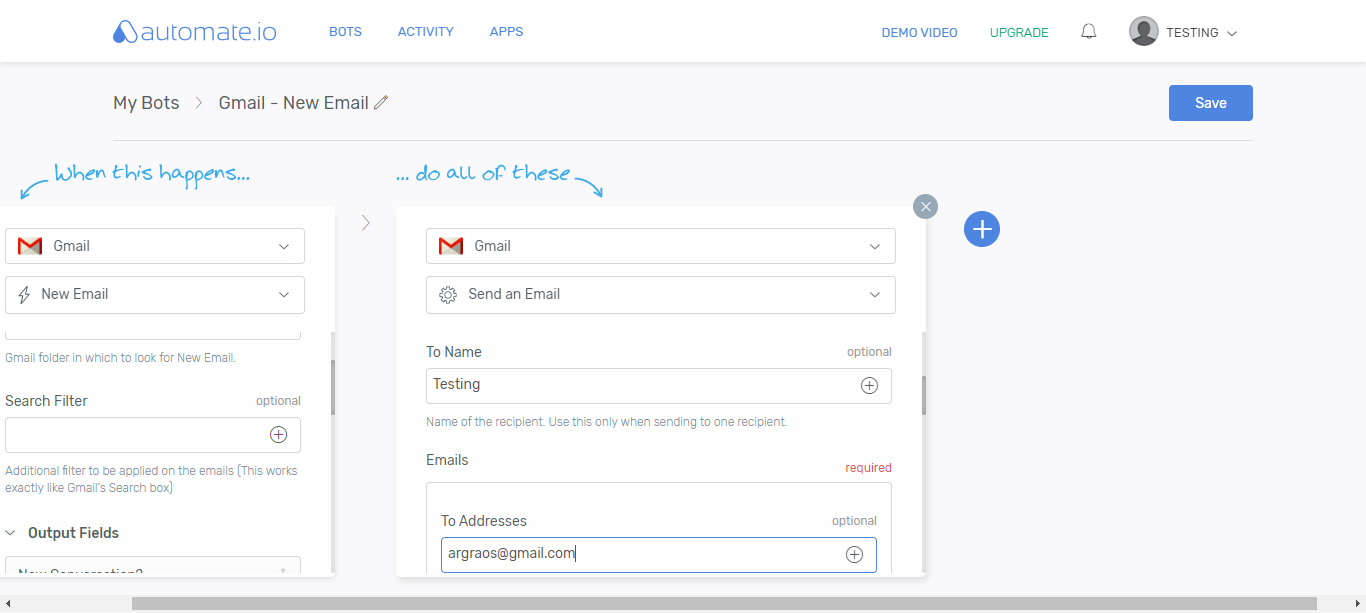 automate.io BOTS ACTIVITY APPS DEMO VIDEO UPGRADE TESTING
My Bots Gmail - New Email Save
When this happens... ... do all of these
Gmail
New Email
Gmail folder in which to look for New Email.
Search Filter optional
Additional filter to be applied on the emails (This works
exactly like Gmail's Search box)
Output Fields
New Conversation?
Gmail
Send an Email
To Name optional
Testing
Name of the recipient. Use this only when sending to one recipient.
Emails required
To Addresses optional
argraos@gmail.com